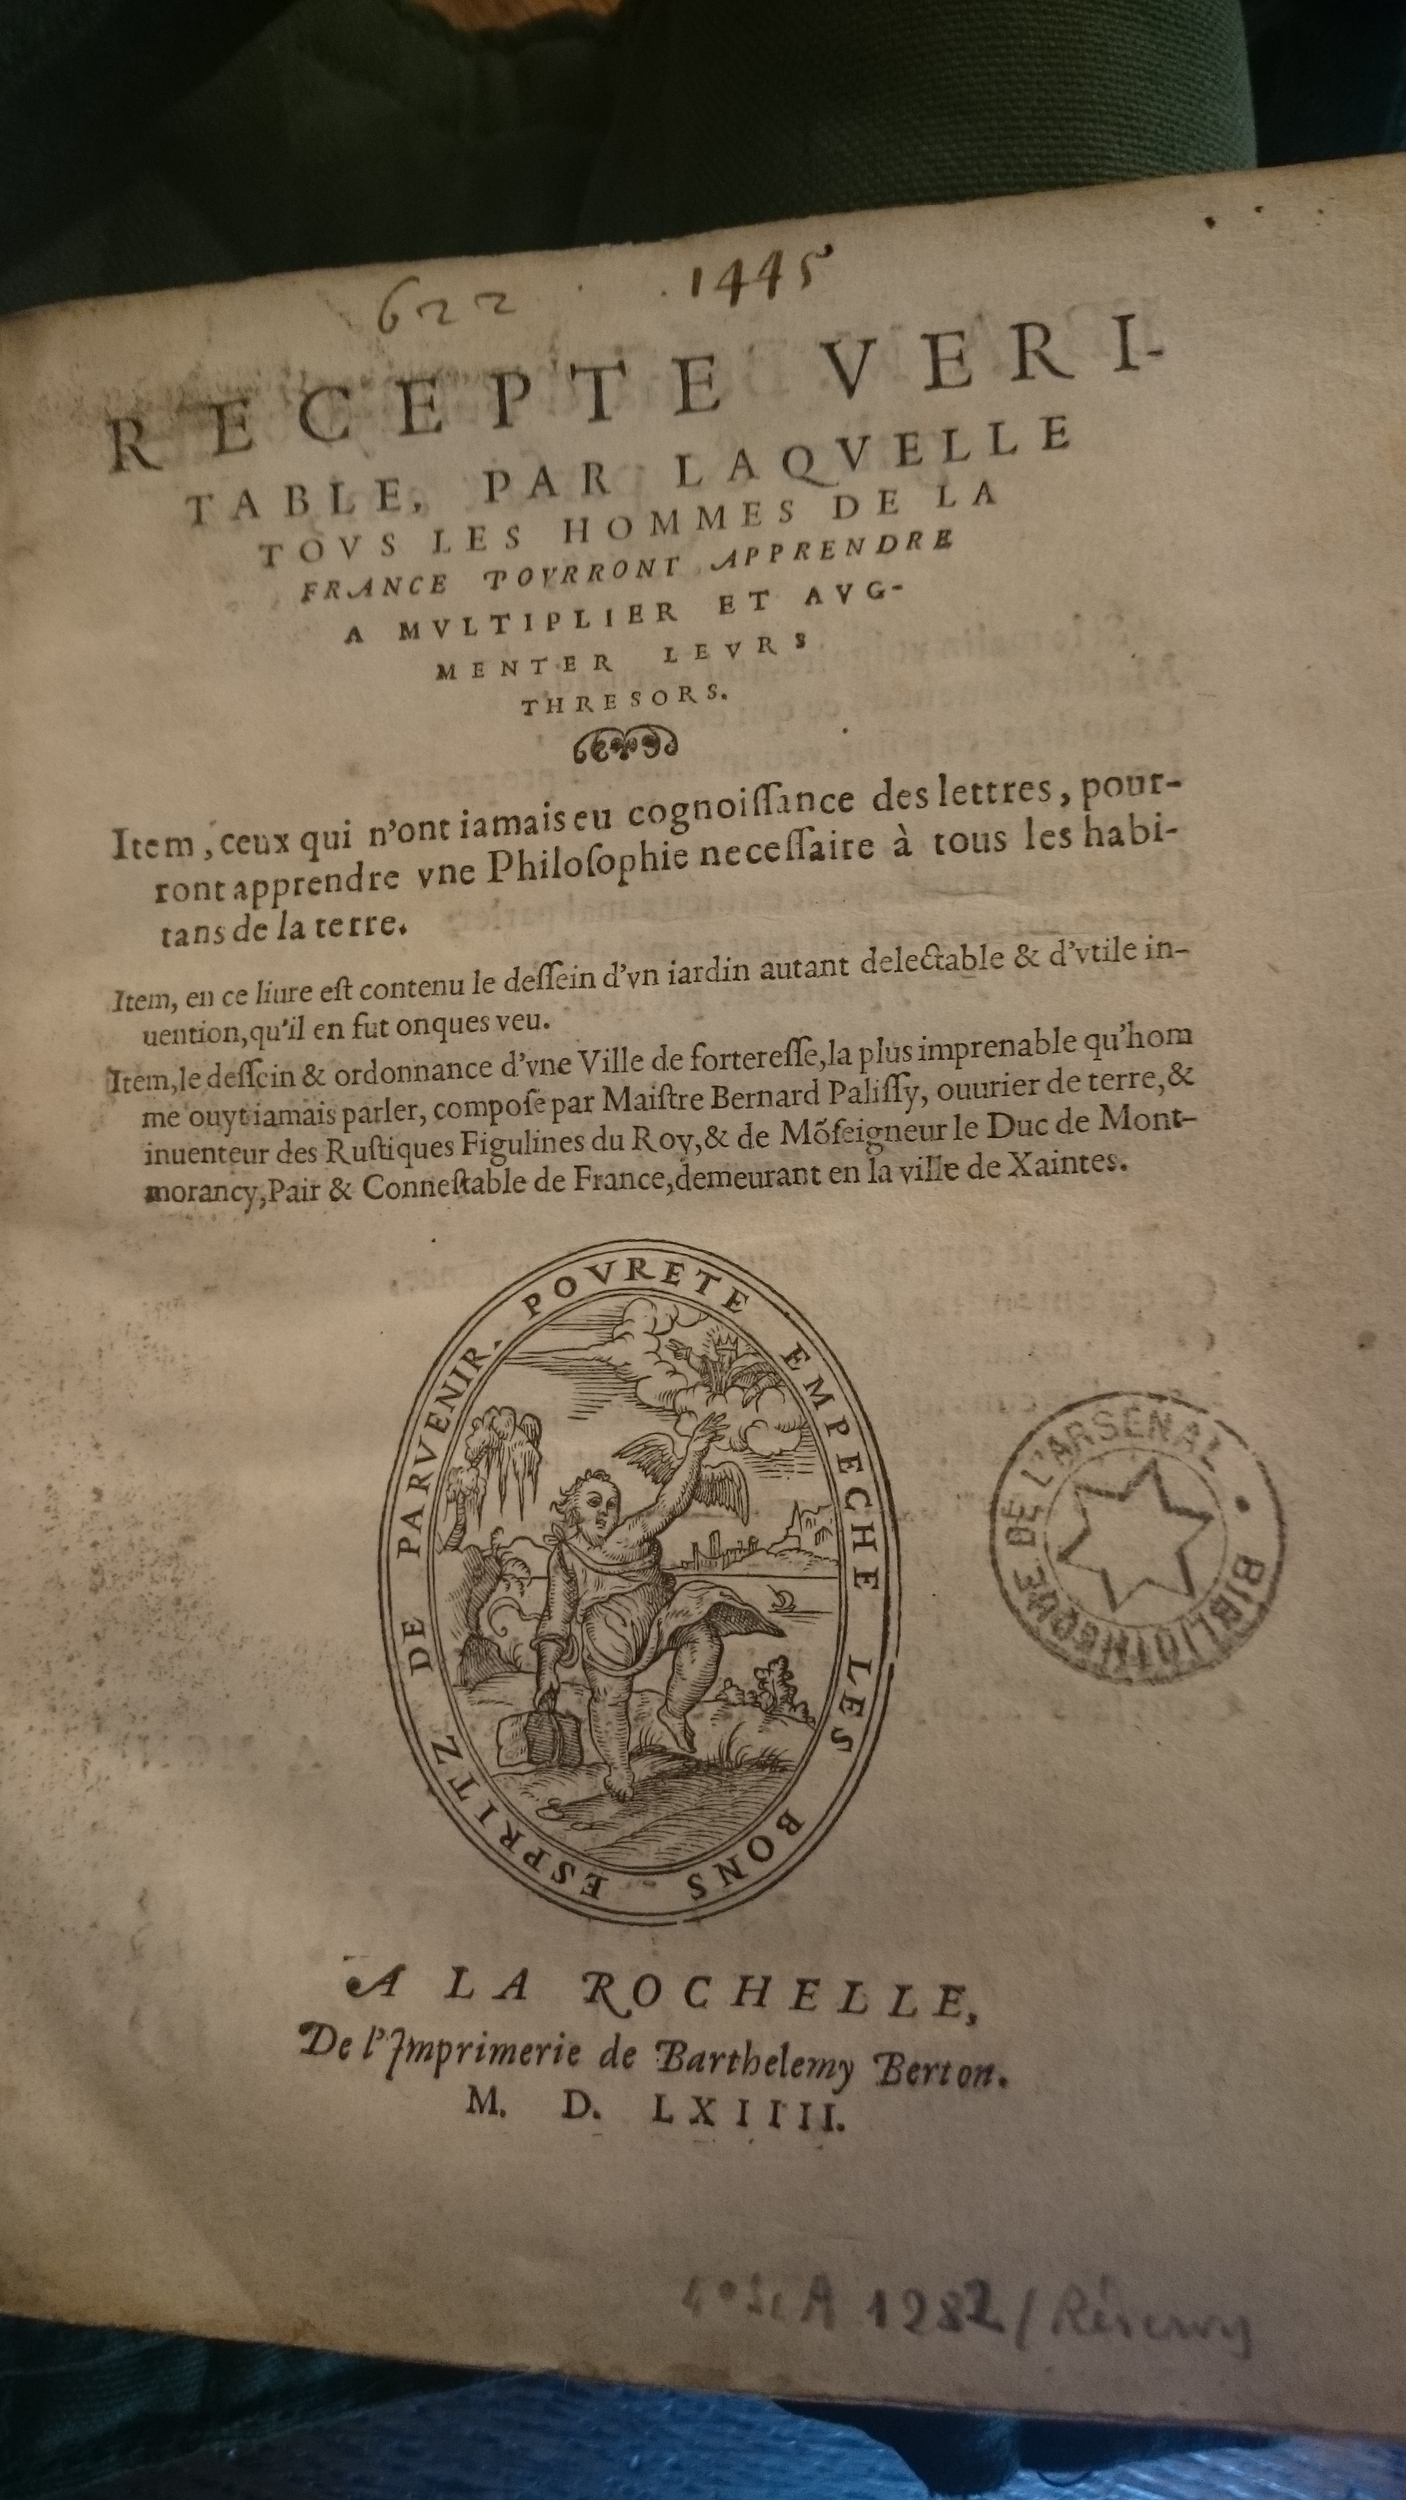 622 1445
RECEPTE VERI-
TABLE, PAR LAQVELLE
TOVS LES HOMMES DE LA
FRANCE POVRRONT APPRENDRE
A MVLTIPLIER ET AVG-
MENTER LEVRS
THRESORS.
Item, ceux qui n'ont iamais eu cognoiſſance des lettres, pour-
ront apprendre vne Philoſophie neceſſaire à tous les habi-
tans de la terre.
Item, en ce liure eſt contenu le deſſein d'vn iardin autant delectable & d'vtile in-
uention, qu'il en fut onques veu.
Item, le deſſein & ordonnance d'vne Ville de fortereſſe, la plus imprenable qu'hom
me ouyt iamais parler, compoſé par Maiſtre Bernard Paliſſy, ouurier de terre, &
inuenteur des Ruſtiques Figulines du Roy, & de Mõſeigneur le Duc de Mont-
morancy, Pair & Conneſtable de France, demeurant en la ville de Xaintes.
POVRETE EMPECHE LES BONS ESPRITZ DE PARVENIR.
BIBLIOTHEQUE DE L'ARSENAL
A LA ROCHELLE,
De l'Imprimerie de Barthelemy Berton.
M. D. LXIIII.
1282 / Réserve